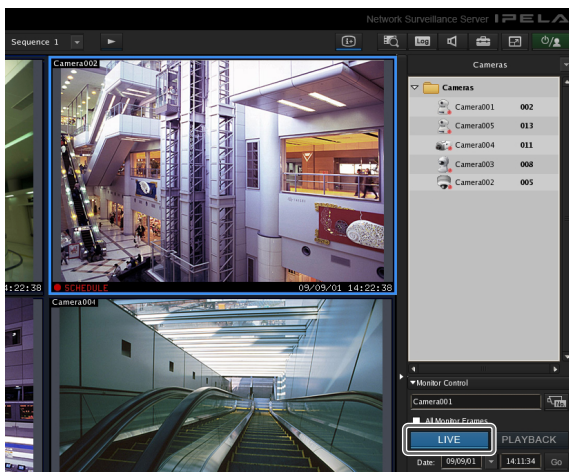 Network Surveillance Server IPELA
Sequence 1
Log
Cameras
Camera002
Cameras
Camera001 002
Camera005 013
Camera004 011
Camera003 008
Camera002 005
4:22:38
SCHEDULE 09/09/01 14:22:38
Camera004
Monitor Control
Camera001
All Monitor Frames
LIVE PLAYBACK
Date: 09/09/01 14:11:34 Go